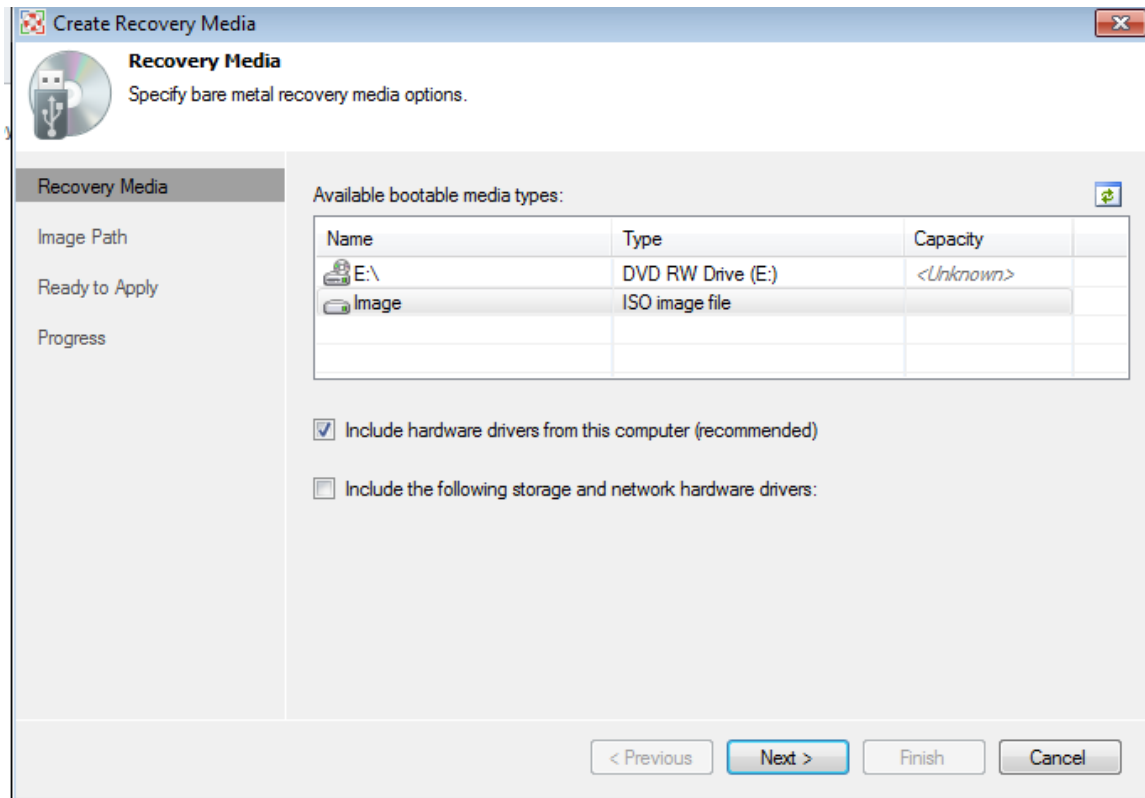 Create Recovery Media
Recovery Media
Specify bare metal recovery media options.
Recovery Media
Image Path
Ready to Apply
Progress
Available bootable media types:
Name Type Capacity
E:\ DVD RW Drive (E:) <Unknown>
Image ISO image file
Include hardware drivers from this computer (recommended)
Include the following storage and network hardware drivers:
< Previous Next > Finish Cancel